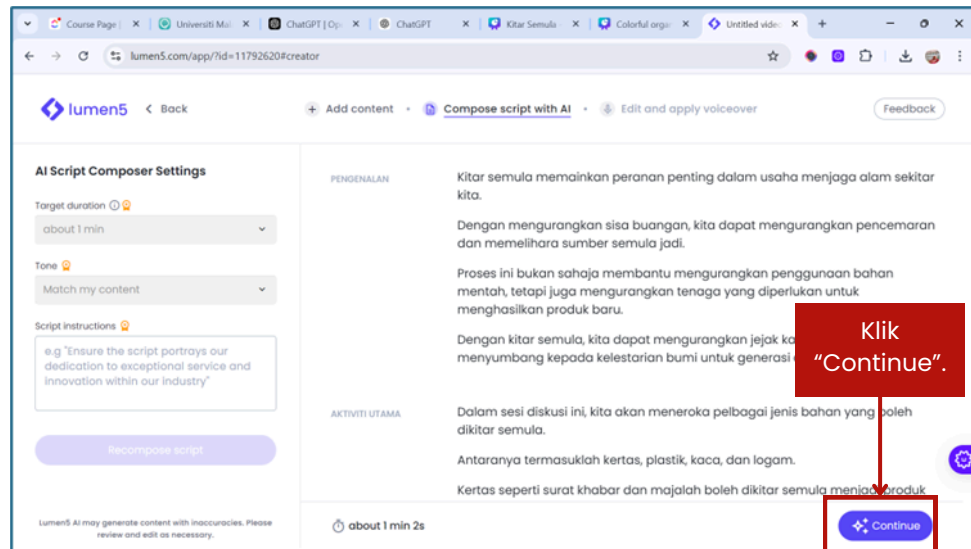 Course Page |
Universiti Mal
ChatGPT | Op
ChatGPT
Kitar Semula
Colorful orga
Untitled vide
lumen5.com/app/?id=11792620#creator
lumen5
Back
Add content
Compose script with AI
Edit and apply voiceover
Feedback
AI Script Composer Settings
Target duration
about 1 min
Tone
Match my content
Script instructions
e.g "Ensure the script portrays our
dedication to exceptional service and
innovation within our industry"
Recompose script
Lumen5 AI may generate content with inaccuracies. Please
review and edit as necessary.
PENGENALAN
Kitar semula memainkan peranan penting dalam usaha menjaga alam sekitar
kita.
Dengan mengurangkan sisa buangan, kita dapat mengurangkan pencemaran
dan memelihara sumber semula jadi.
Proses ini bukan sahaja membantu mengurangkan penggunaan bahan
mentah, tetapi juga mengurangkan tenaga yang diperlukan untuk
menghasilkan produk baru.
Dengan kitar semula, kita dapat mengurangkan jejak
menyumbang kepada kelestarian bumi untuk generasi
Klik
“Continue”.
AKTIVITI UTAMA
Dalam sesi diskusi ini, kita akan meneroka pelbagai jenis bahan yang boleh
dikitar semula.
Antaranya termasuklah kertas, plastik, kaca, dan logam.
Kertas seperti surat khabar dan majalah boleh dikitar semula menjadi produk
about 1 min 2s
Continue